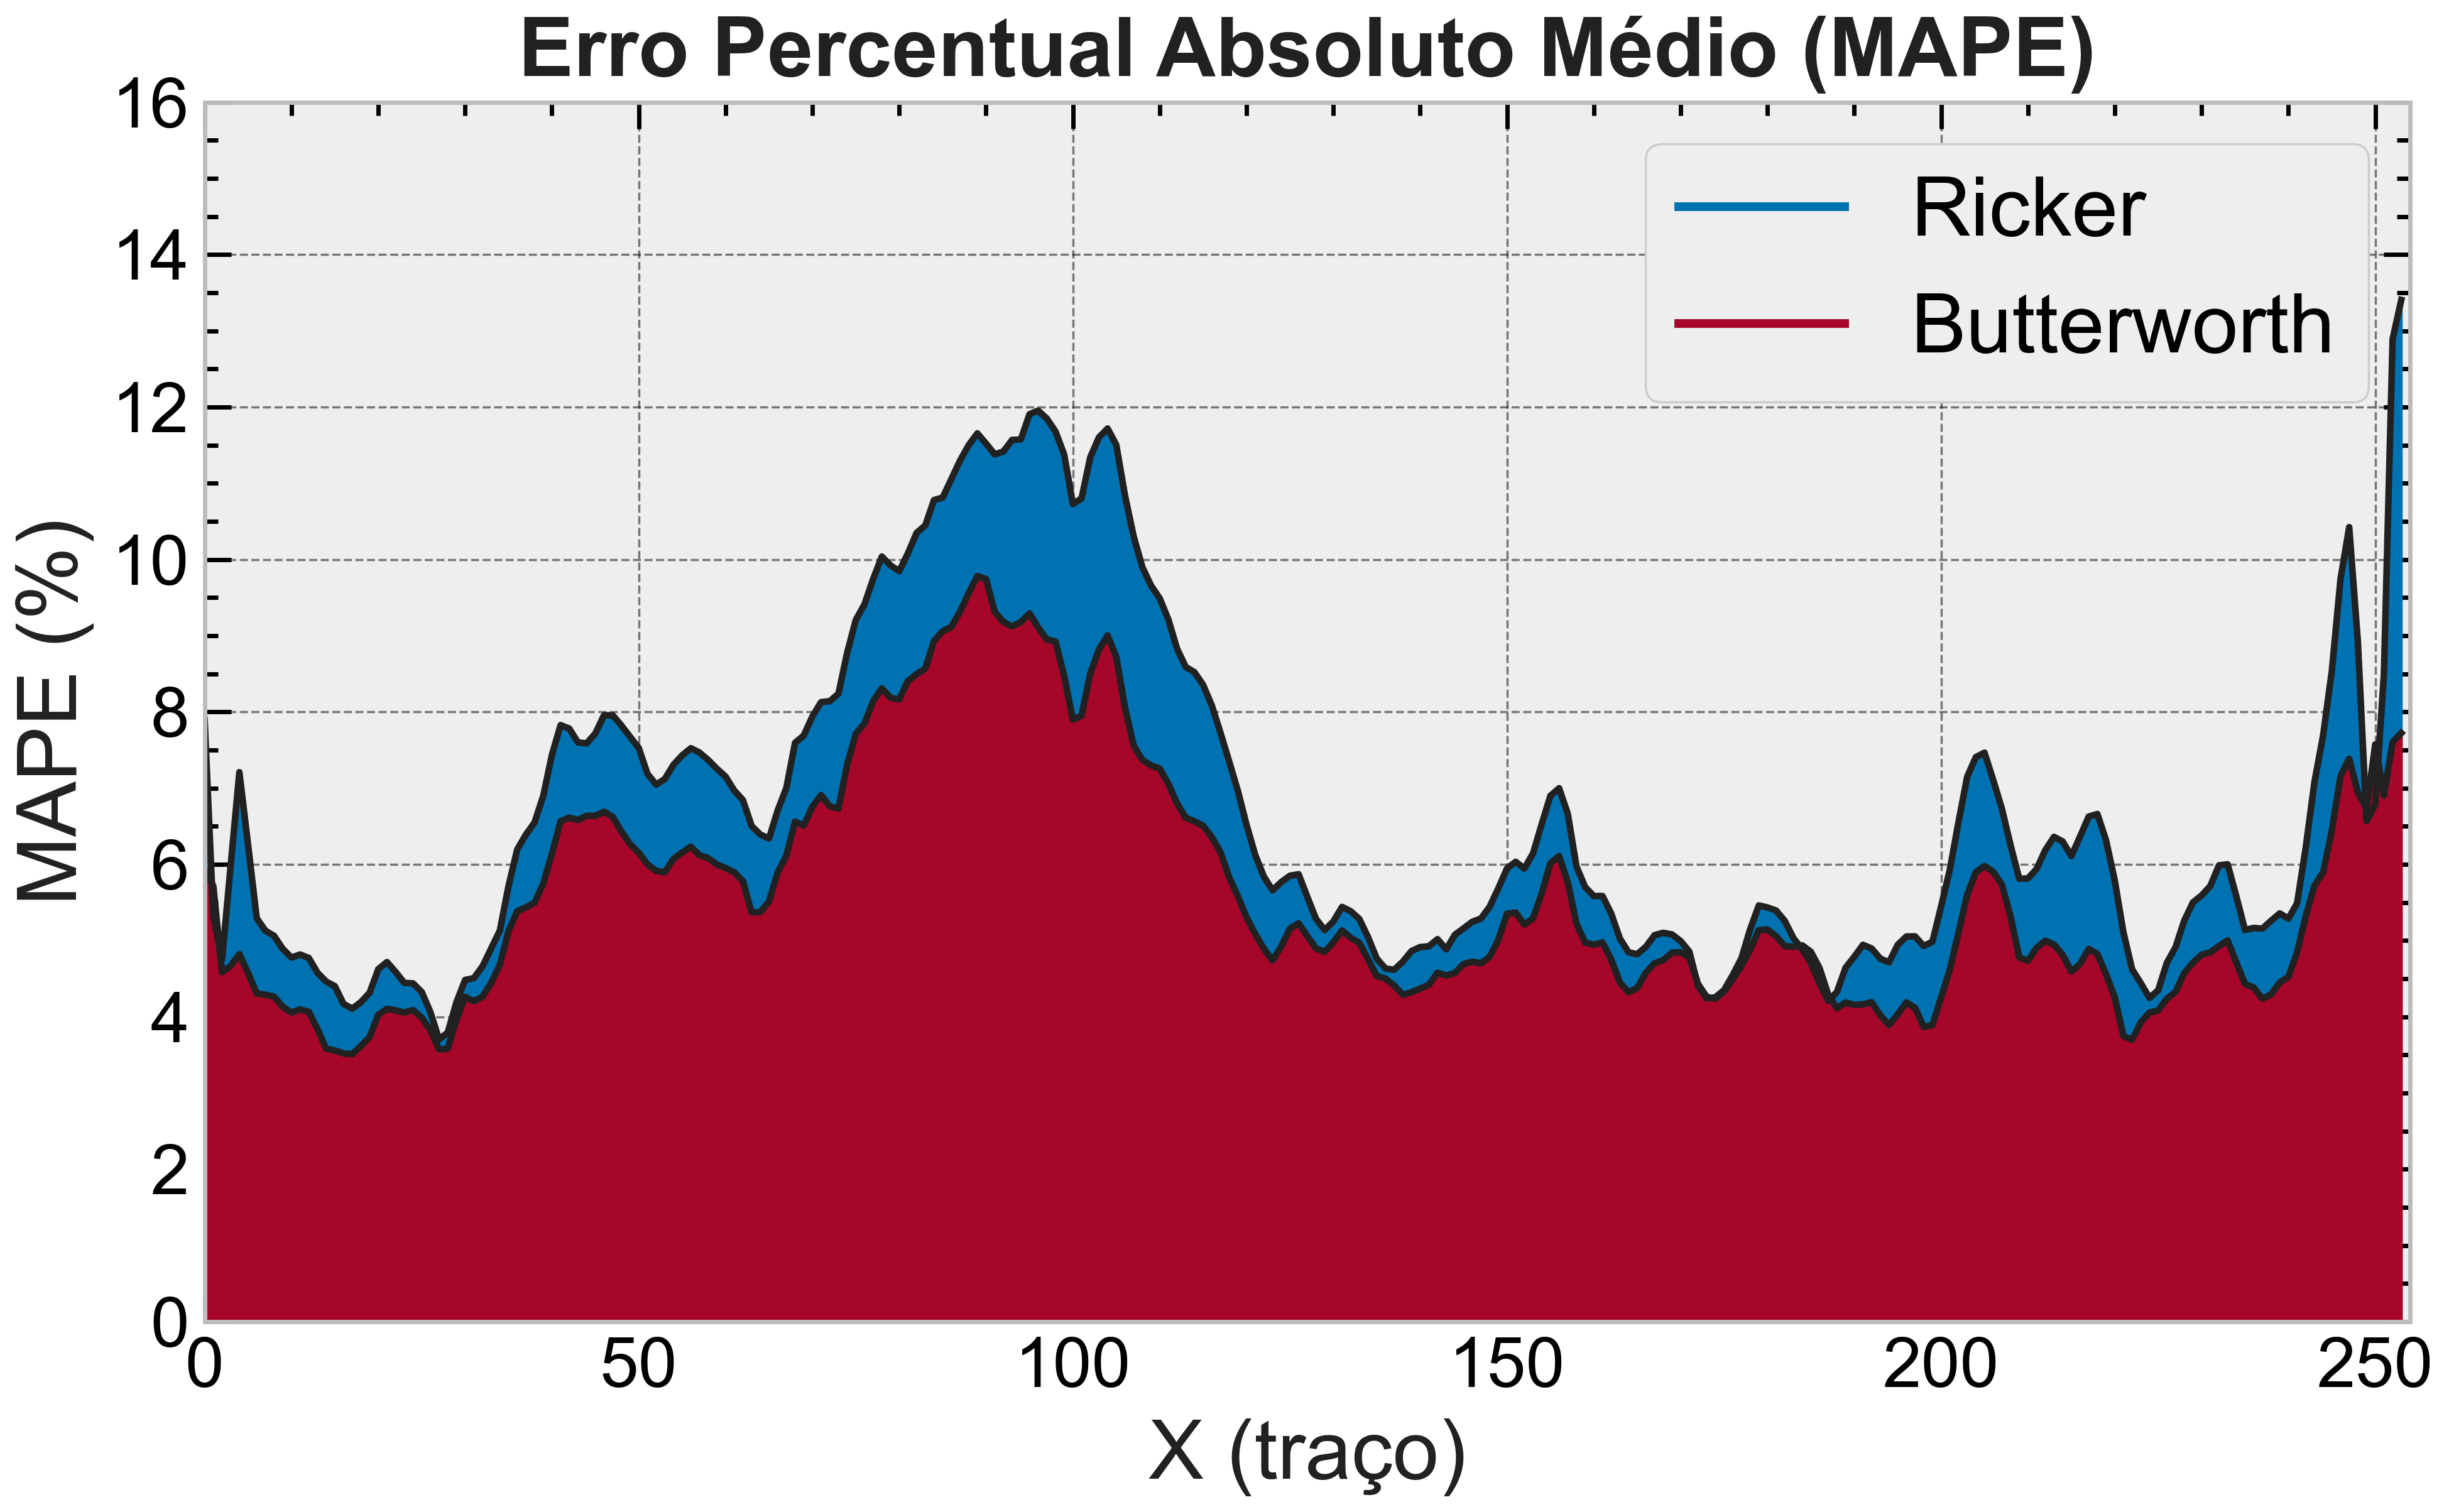 Erro Percentual Absoluto Médio (MAPE)
16
14
12
10
8
6
4
2
0
MAPE (%)
Ricker
Butterworth
0 50 100 150 200 250
X (traço)